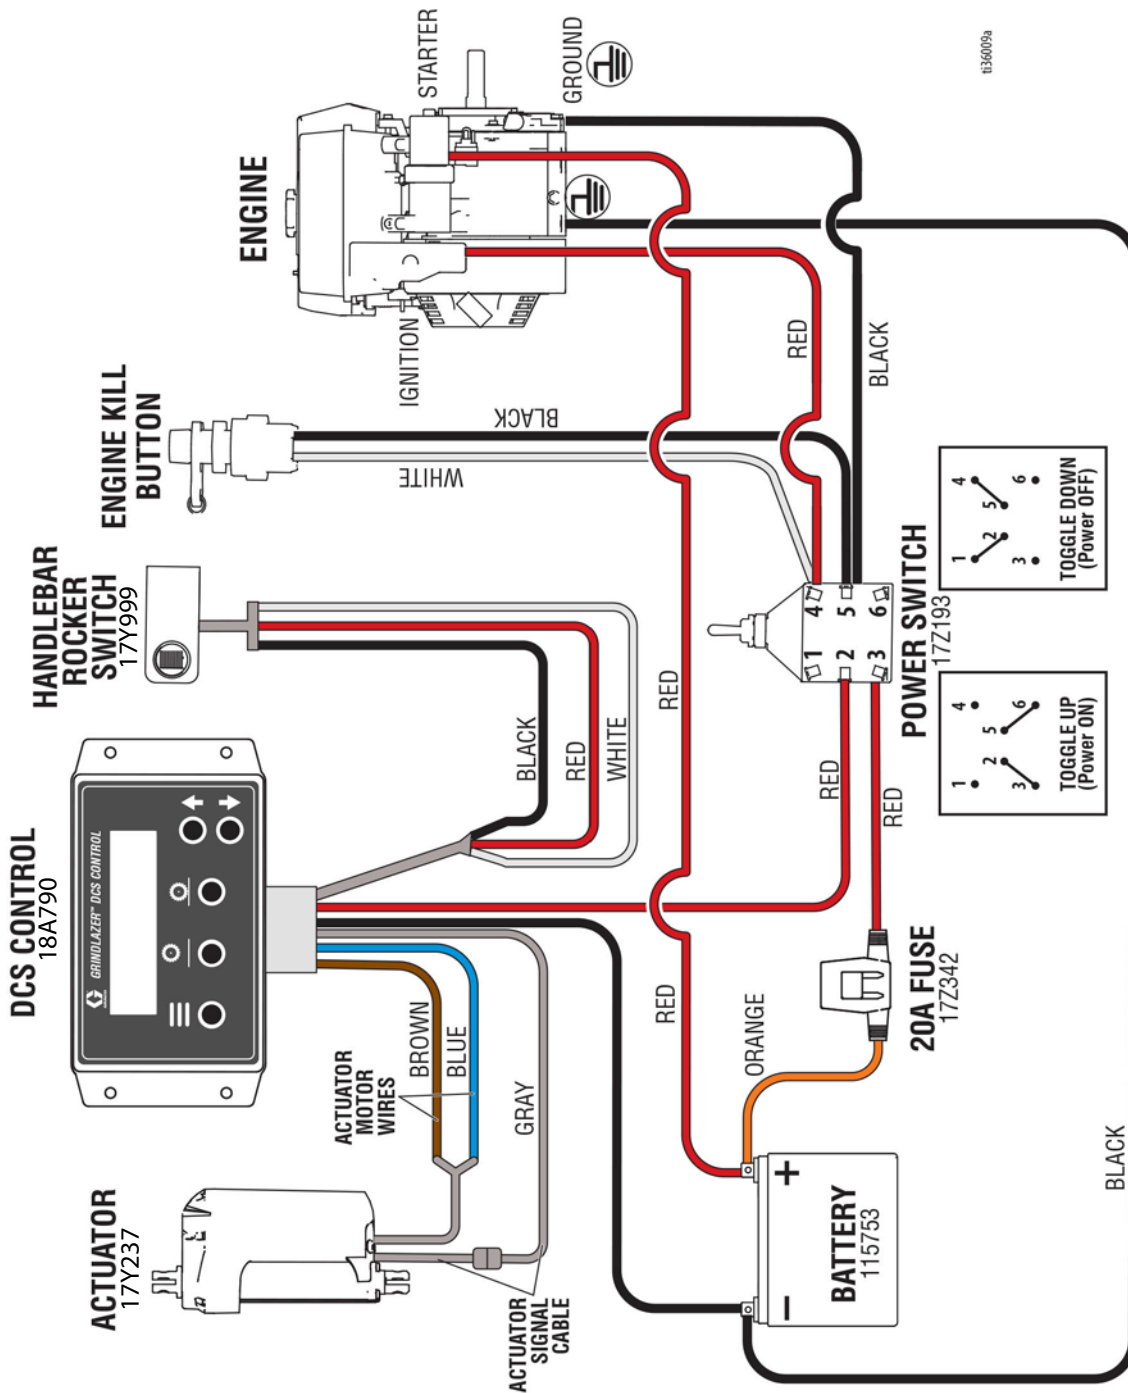 DCS CONTROL
18A790
GRINDLAZER™ DCS CONTROL
HANDLEBAR
ROCKER
SWITCH
17Y999
ENGINE KILL
BUTTON
ENGINE
STARTER
GROUND
IGNITION
ACTUATOR
17Y237
ACTUATOR
MOTOR
WIRES
BROWN
BLUE
GRAY
ACTUATOR
SIGNAL
CABLE
BLACK
RED
WHITE
WHITE
BLACK
RED
BLACK
RED
RED
RED
RED
ORANGE
BATTERY
115753
+
−
20A FUSE
17Z342
POWER SWITCH
17Z193
1 4
2 5
3 6
1 4
2 5
3 6
TOGGLE UP
(Power ON)
1 4
2 5
3 6
TOGGLE DOWN
(Power OFF)
BLACK
ti36009a